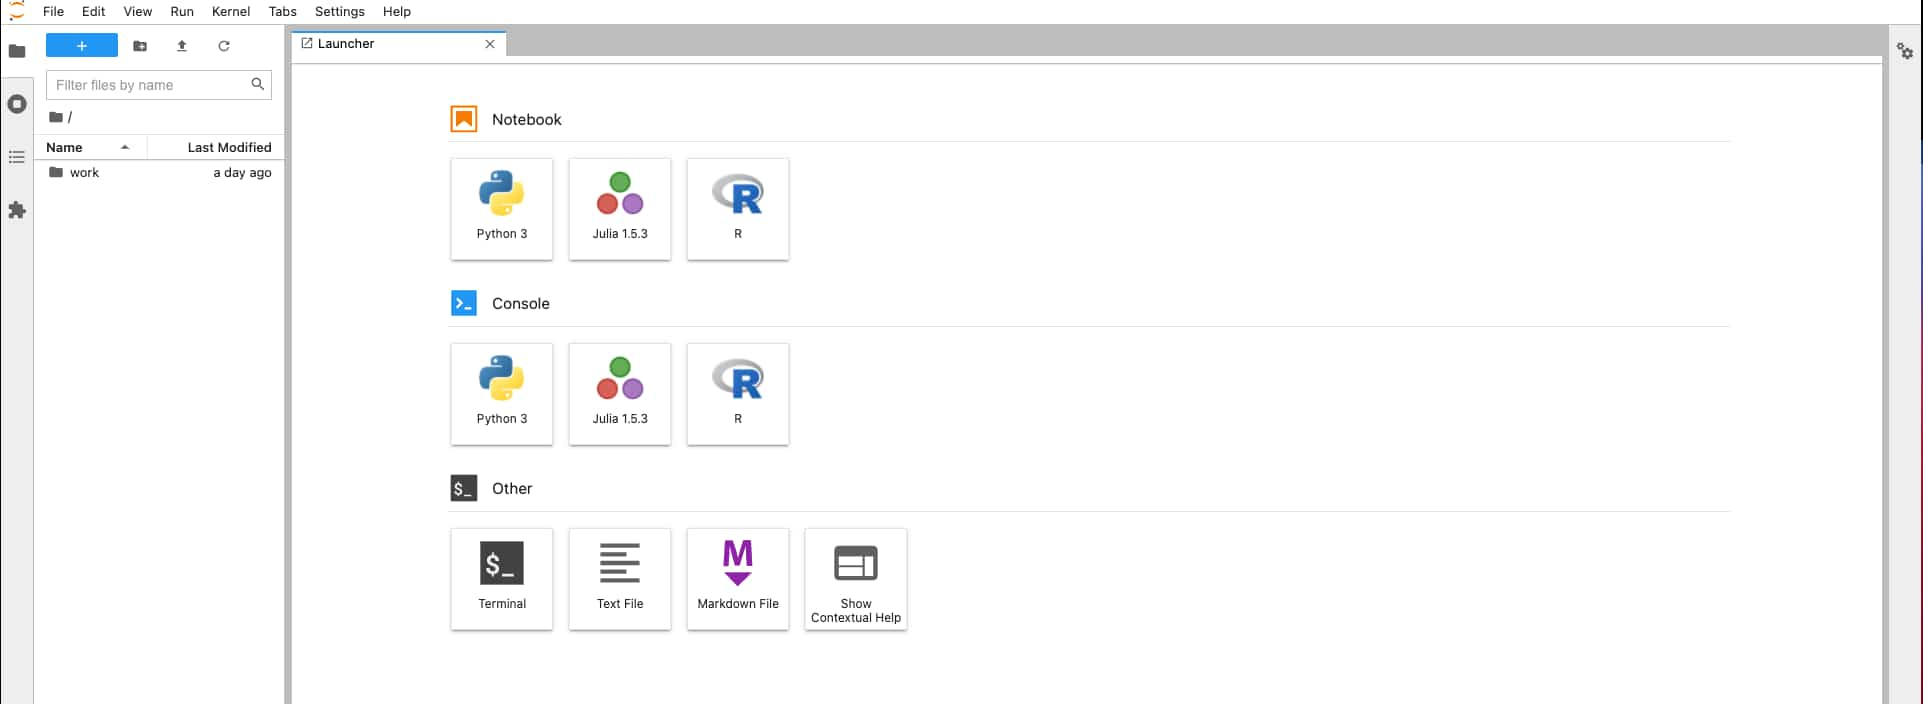 File Edit View Run Kernel Tabs Settings Help
+
Launcher
Filter files by name
/
Name Last Modified
work a day ago
Notebook
Python 3 Julia 1.5.3 R
Console
Python 3 Julia 1.5.3 R
$_ Other
$_ M
Terminal Text File Markdown File Show
Contextual Help